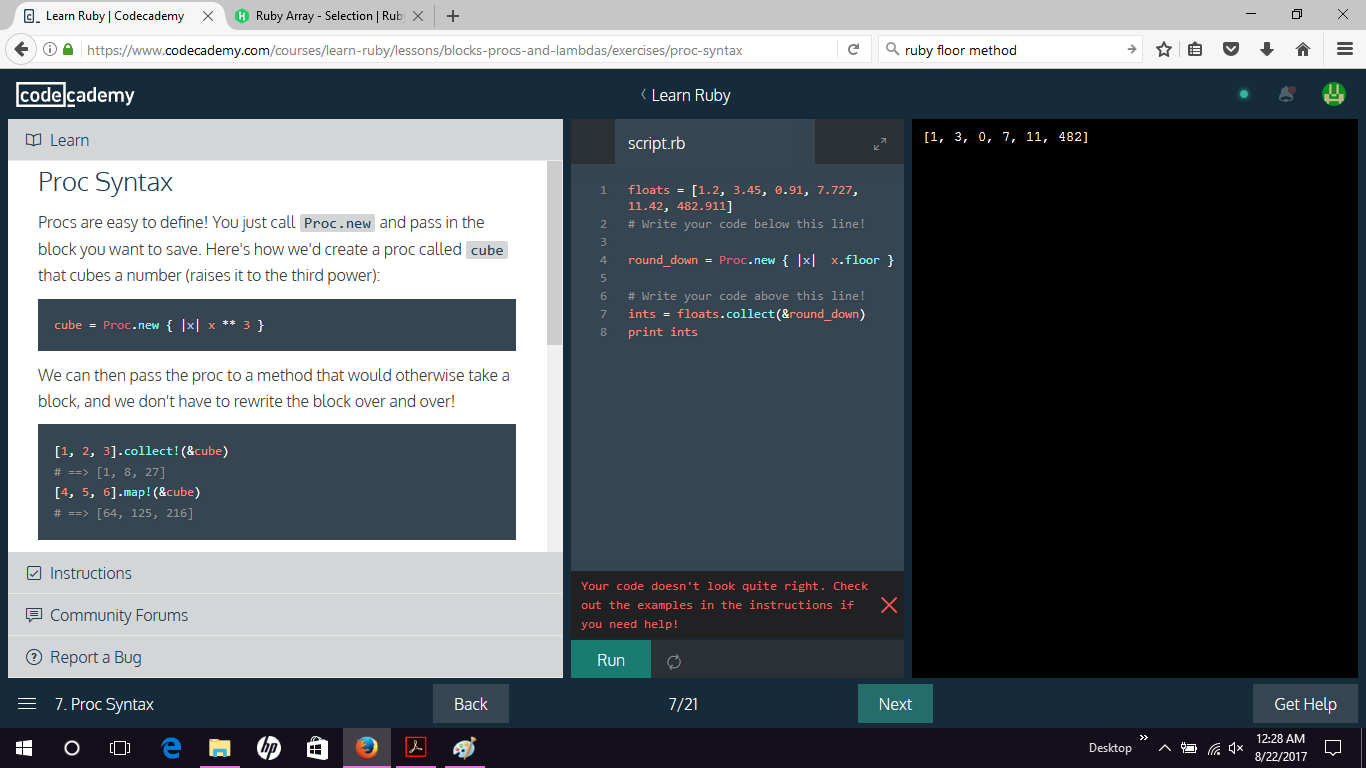 Learn Ruby | Codecademy
Ruby Array - Selection | Rub
https://www.codecademy.com/courses/learn-ruby/lessons/blocks-procs-and-lambdas/exercises/proc-syntax
ruby floor method
codecademy
Learn Ruby
Learn
Proc Syntax
Procs are easy to define! You just call Proc.new and pass in the
block you want to save. Here's how we'd create a proc called cube
that cubes a number (raises it to the third power):
cube = Proc.new { |x| x ** 3 }
We can then pass the proc to a method that would otherwise take a
block, and we don't have to rewrite the block over and over!
[1, 2, 3].collect!(&cube)
# ==> [1, 8, 27]
[4, 5, 6].map!(&cube)
# ==> [64, 125, 216]
Instructions
Community Forums
Report a Bug
script.rb
1 floats = [1.2, 3.45, 0.91, 7.727,
11.42, 482.911]
2 # Write your code below this line!
3
4 round_down = Proc.new { |x|  x.floor }
5
6 # Write your code above this line!
7 ints = floats.collect(&round_down)
8 print ints
Your code doesn't look quite right. Check
out the examples in the instructions if
you need help!
Run
[1, 3, 0, 7, 11, 482]
7. Proc Syntax
Back
7/21
Next
Get Help
Desktop
12:28 AM
8/22/2017